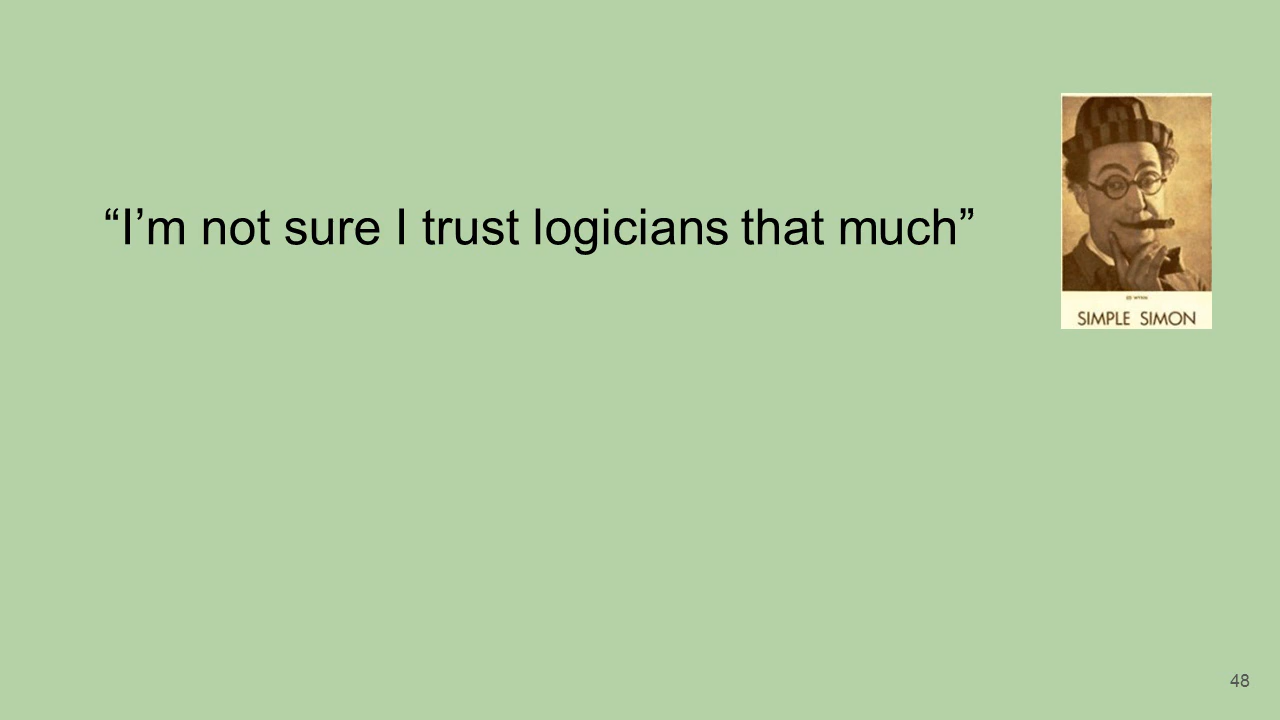 “I’m not sure I trust logicians that much”
SIMPLE SIMON
48